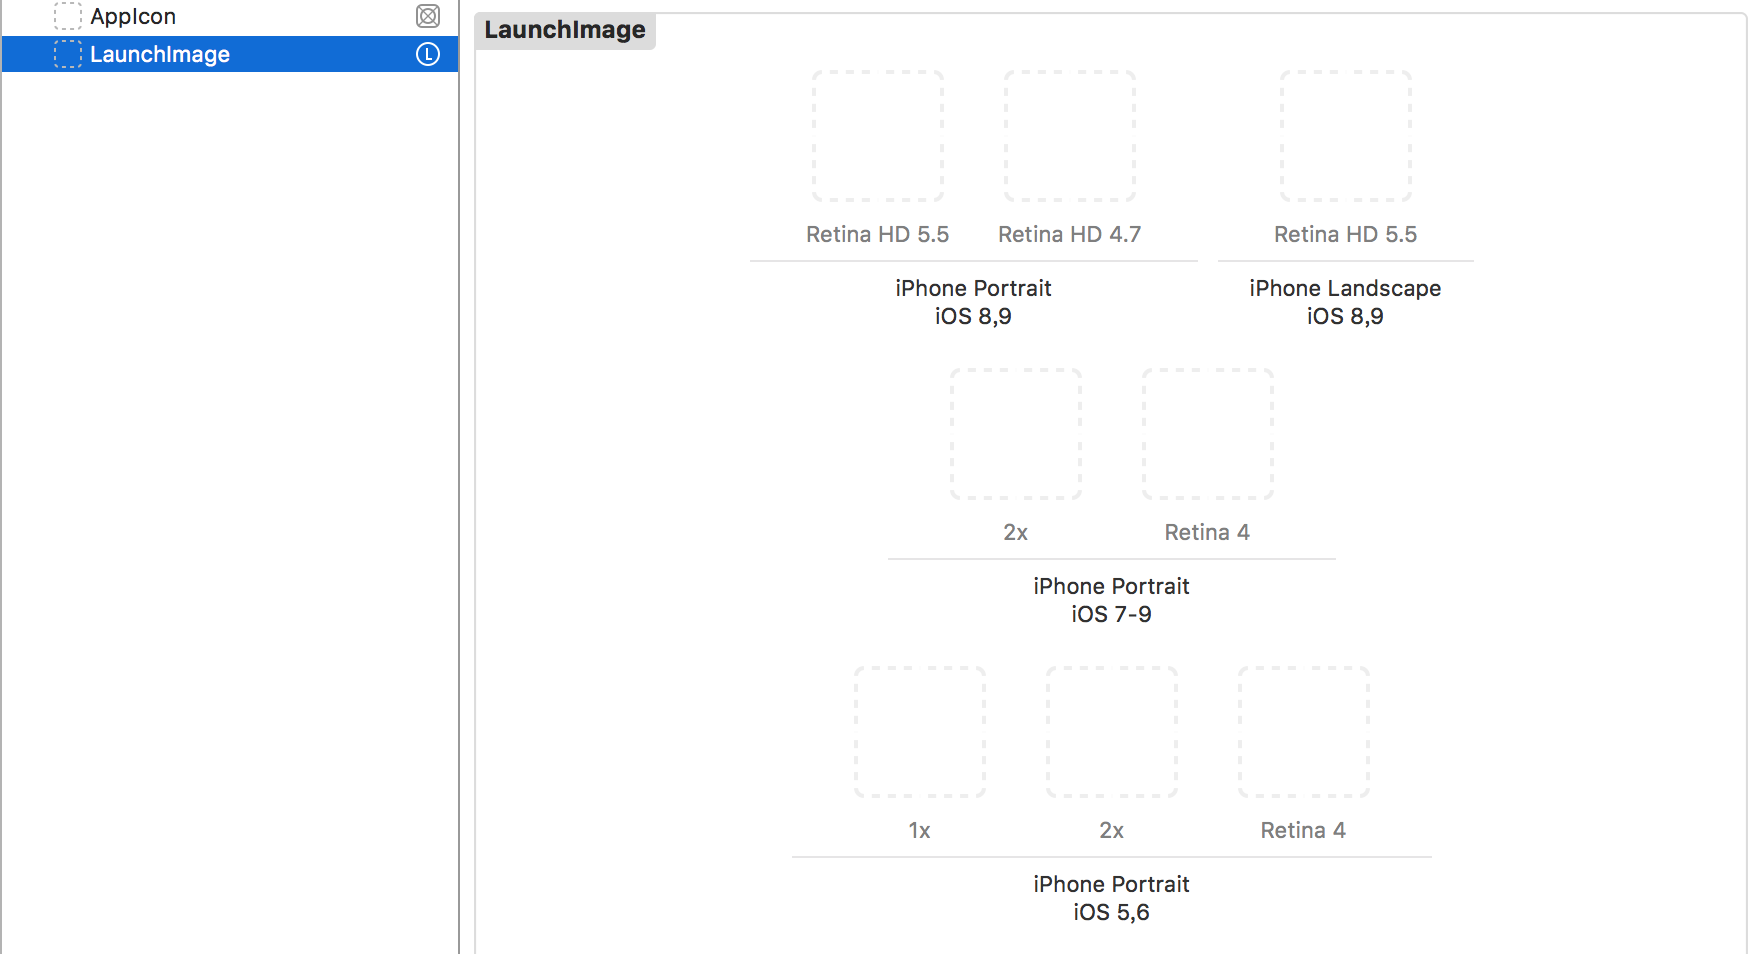 AppIcon
LaunchImage
L
LaunchImage
Retina HD 5.5
Retina HD 4.7
Retina HD 5.5
iPhone Portrait
iOS 8,9
iPhone Landscape
iOS 8,9
2x
Retina 4
iPhone Portrait
iOS 7-9
1x
2x
Retina 4
iPhone Portrait
iOS 5,6